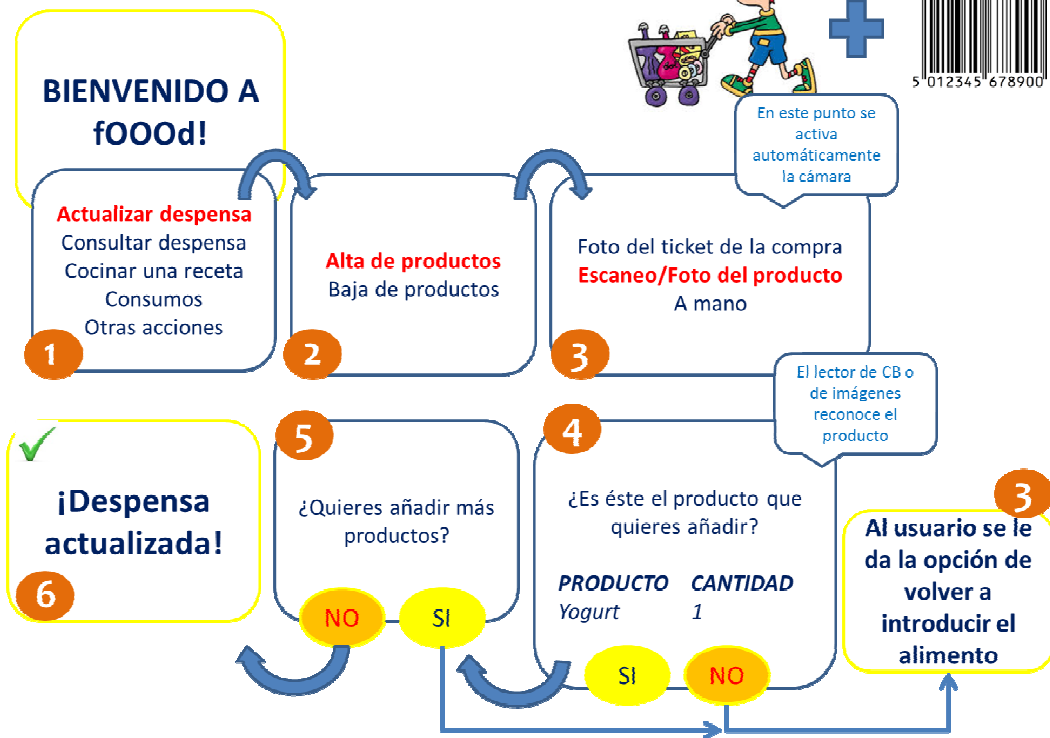 5 012345 678900
BIENVENIDO A
fOOOd!
En este punto se
activa
automáticamente
la cámara
Actualizar despensa
Consultar despensa
Cocinar una receta
Consumos
Otras acciones
1
Alta de productos
Baja de productos
2
Foto del ticket de la compra
Escaneo/Foto del producto
A mano
3
El lector de CB o
de imágenes
reconoce el
producto
4
¿Es éste el producto que
quieres añadir?
PRODUCTO CANTIDAD
Yogurt 1
SI NO
3
Al usuario se le
da la opción de
volver a
introducir el
alimento
5
¿Quieres añadir más
productos?
NO SI
¡Despensa
actualizada!
6